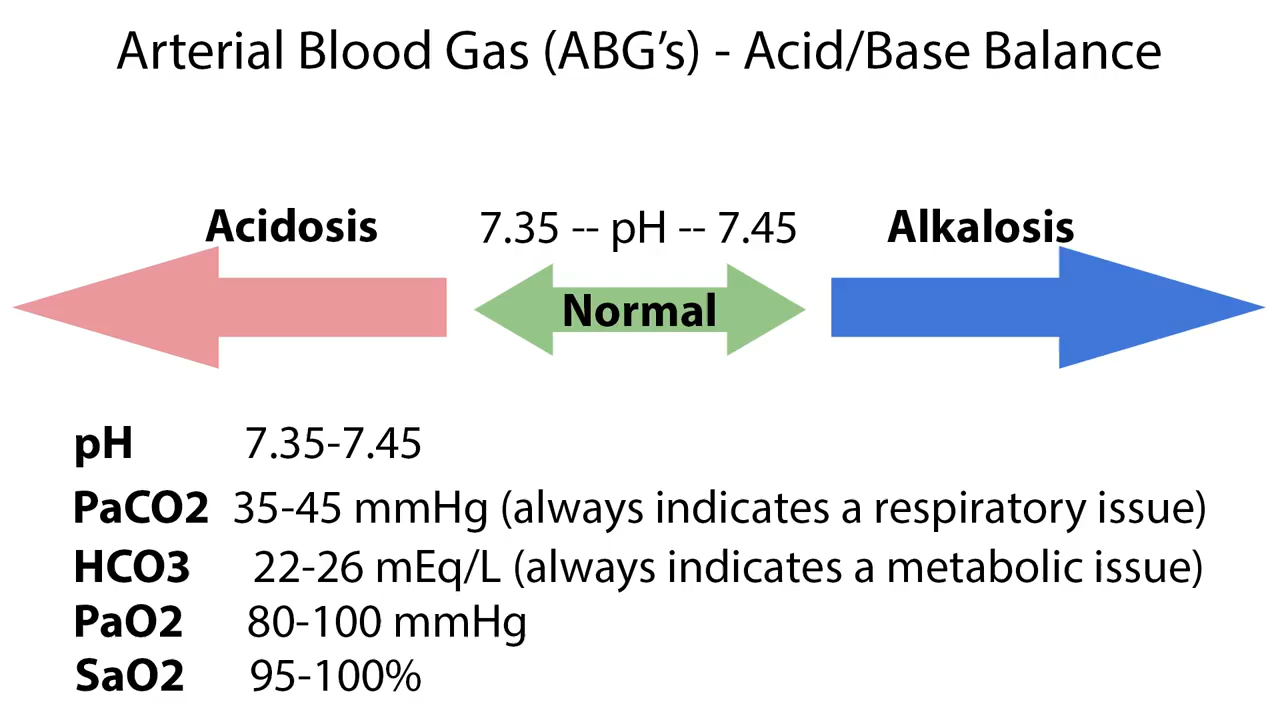 Arterial Blood Gas (ABG’s) - Acid/Base Balance
Acidosis 7.35 -- pH -- 7.45 Alkalosis
Normal
pH 7.35-7.45
PaCO2 35-45 mmHg (always indicates a respiratory issue)
HCO3 22-26 mEq/L (always indicates a metabolic issue)
PaO2 80-100 mmHg
SaO2 95-100%